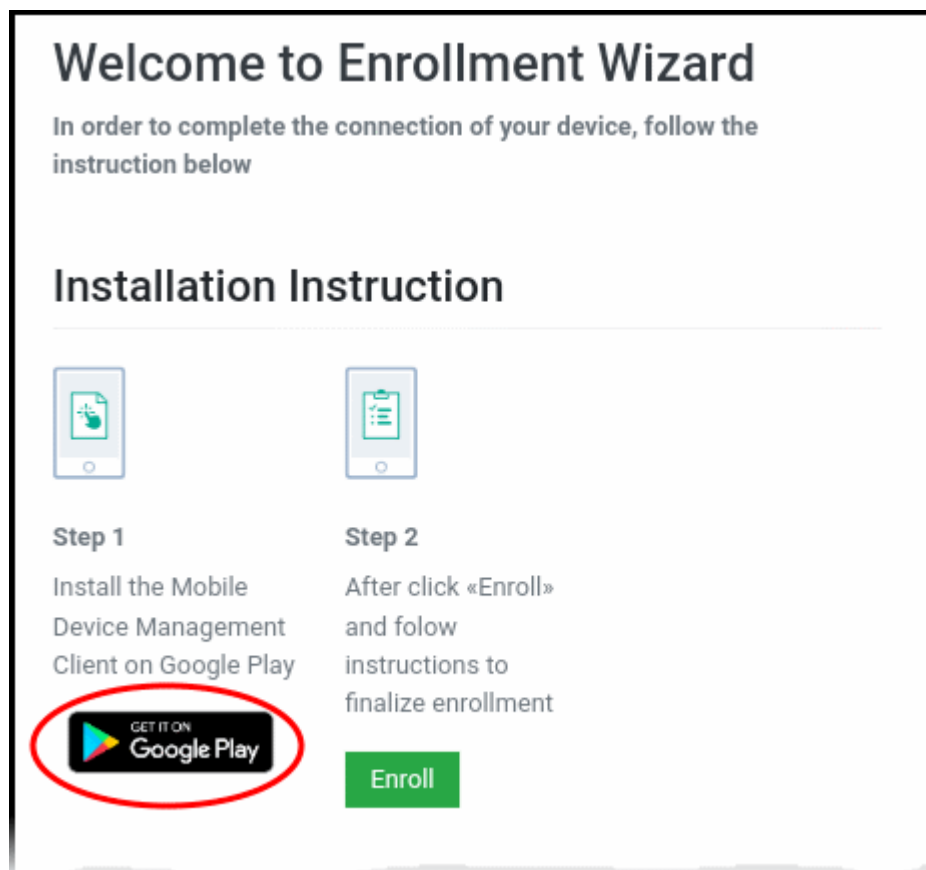 Welcome to Enrollment Wizard
In order to complete the connection of your device, follow the
instruction below
Installation Instruction
Step 1
Install the Mobile
Device Management
Client on Google Play
GET IT ON
Google Play
Step 2
After click «Enroll»
and folow
instructions to
finalize enrollment
Enroll